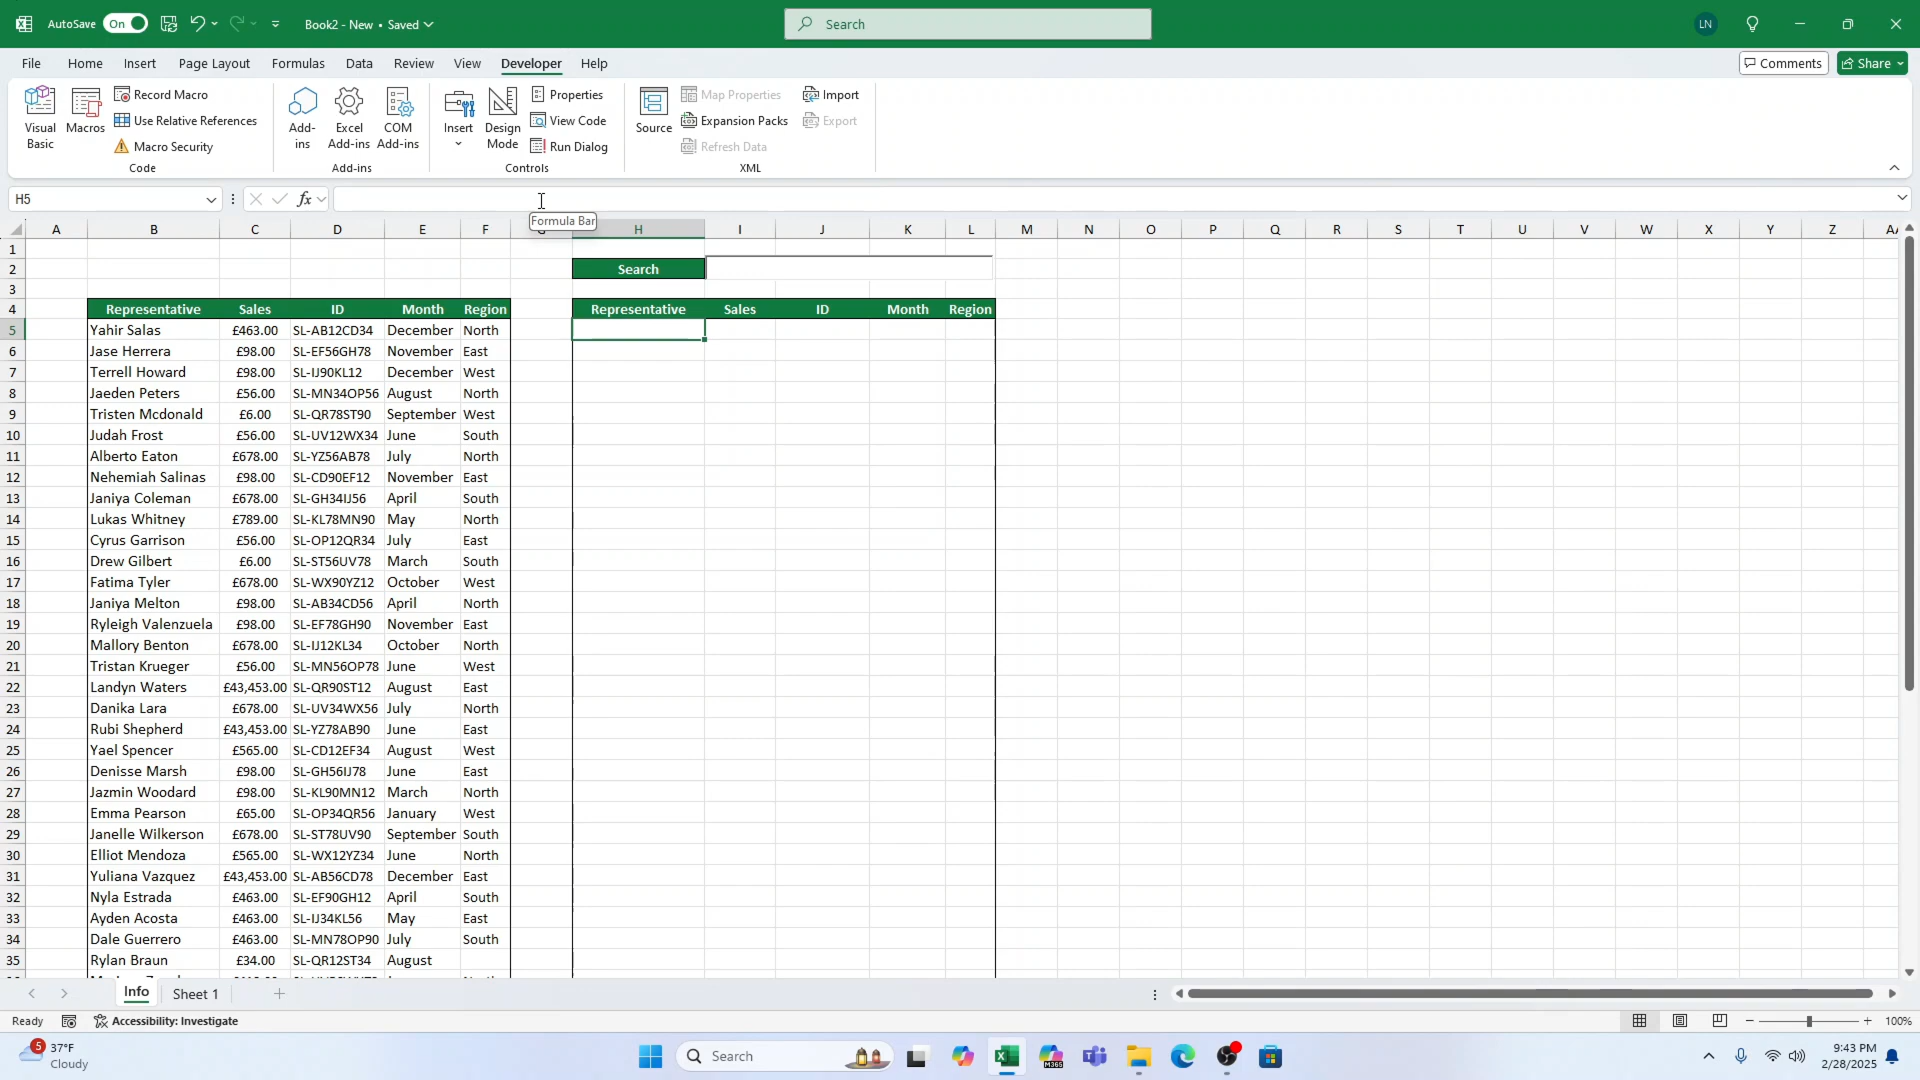 AutoSave On Book2 - New • Saved Search LN
File Home Insert Page Layout Formulas Data Review View Developer Help Comments Share
Visual Basic
Macros
Record Macro
Use Relative References
Macro Security
Code
Add-ins
Excel Add-ins
COM Add-ins
Add-ins
Insert
Design Mode
Properties
View Code
Run Dialog
Controls
Source
Map Properties
Expansion Packs
Refresh Data
Import
Export
XML
H5 fx
Formula Bar
A B C D E F H I J K L M N O P Q R S T U V W X Y Z
1
2 Search
3
4 Representative Sales ID Month Region Representative Sales ID Month Region
5 Yahir Salas £463.00 SL-AB12CD34 December North
6 Jase Herrera £98.00 SL-EF56GH78 November East
7 Terrell Howard £98.00 SL-IJ90KL12 December West
8 Jaeden Peters £56.00 SL-MN34OP56 August North
9 Tristen Mcdonald £6.00 SL-QR78ST90 September West
10 Judah Frost £56.00 SL-UV12WX34 June South
11 Alberto Eaton £678.00 SL-YZ56AB78 July North
12 Nehemiah Salinas £98.00 SL-CD90EF12 November East
13 Janiya Coleman £678.00 SL-GH34IJ56 April South
14 Lukas Whitney £789.00 SL-KL78MN90 May North
15 Cyrus Garrison £56.00 SL-OP12QR34 July East
16 Drew Gilbert £6.00 SL-ST56UV78 March South
17 Fatima Tyler £678.00 SL-WX90YZ12 October West
18 Janiya Melton £98.00 SL-AB34CD56 April North
19 Ryleigh Valenzuela £98.00 SL-EF78GH90 November East
20 Mallory Benton £678.00 SL-IJ12KL34 October North
21 Tristan Krueger £56.00 SL-MN56OP78 June West
22 Landyn Waters £43,453.00 SL-QR90ST12 August East
23 Danika Lara £678.00 SL-UV34WX56 July North
24 Rubi Shepherd £43,453.00 SL-YZ78AB90 June East
25 Yael Spencer £565.00 SL-CD12EF34 August West
26 Denisse Marsh £98.00 SL-GH56IJ78 June East
27 Jazmin Woodard £98.00 SL-KL90MN12 March North
28 Emma Pearson £65.00 SL-OP34QR56 January West
29 Janelle Wilkerson £678.00 SL-ST78UV90 September South
30 Elliot Mendoza £565.00 SL-WX12YZ34 June North
31 Yuliana Vazquez £43,453.00 SL-AB56CD78 December East
32 Nyla Estrada £463.00 SL-EF90GH12 April South
33 Ayden Acosta £463.00 SL-IJ34KL56 May East
34 Dale Guerrero £463.00 SL-MN78OP90 July South
35 Rylan Braun £34.00 SL-QR12ST34 August
Info Sheet 1
Ready Accessibility: Investigate 100%
5 37°F
Cloudy
Search
M365
9:43 PM
2/28/2025